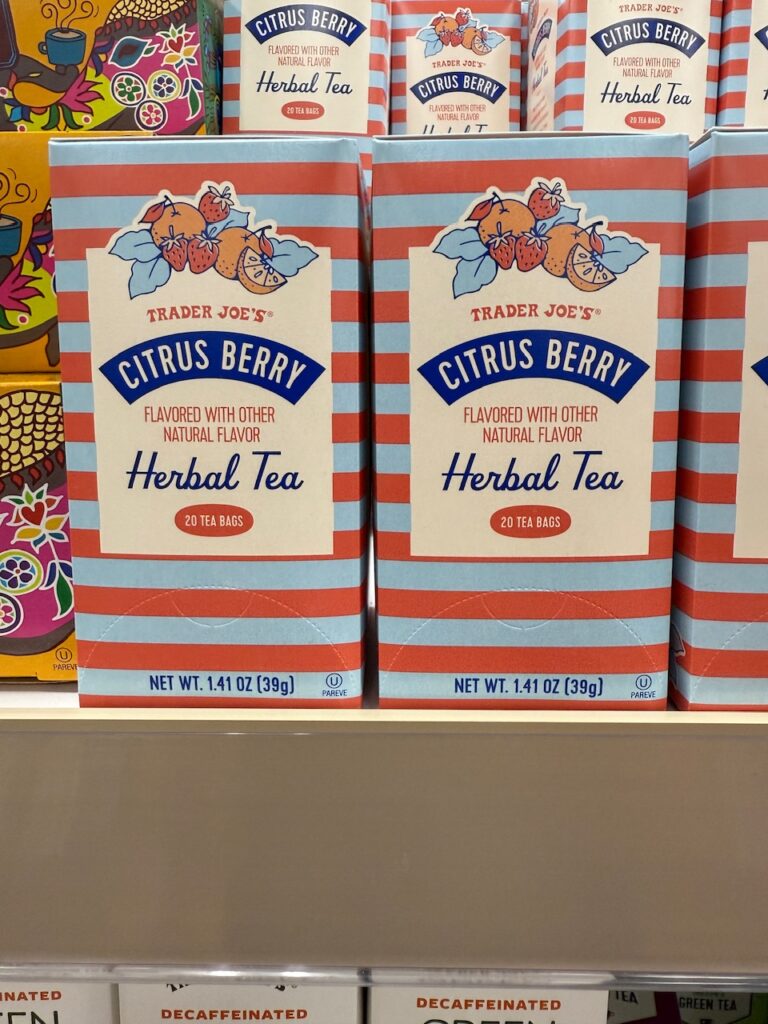 CITRUS BERRY
FLAVORED WITH OTHER
NATURAL FLAVOR
Herbal Tea
20 TEA BAGS
TRADER JOE'S®
CITRUS BERRY
FLAVORED WITH OTHER
NATURAL FLAVOR
Herbal Tea
TRADER JOE'S®
CITRUS BERRY
FLAVORED WITH OTHER
NATURAL FLAVOR
Herbal Tea
20 TEA BAGS
TRADER JOE'S®
CITRUS BERRY
FLAVORED WITH OTHER
NATURAL FLAVOR
Herbal Tea
20 TEA BAGS
NET WT. 1.41 OZ (39g)
U
PAREVE
TRADER JOE'S®
CITRUS BERRY
FLAVORED WITH OTHER
NATURAL FLAVOR
Herbal Tea
20 TEA BAGS
NET WT. 1.41 OZ (39g)
U
PAREVE
U
PAREVE
INATED
DECAFFEINATED
DECAFFEINATED
GREEN
TEA
GREEN TEA